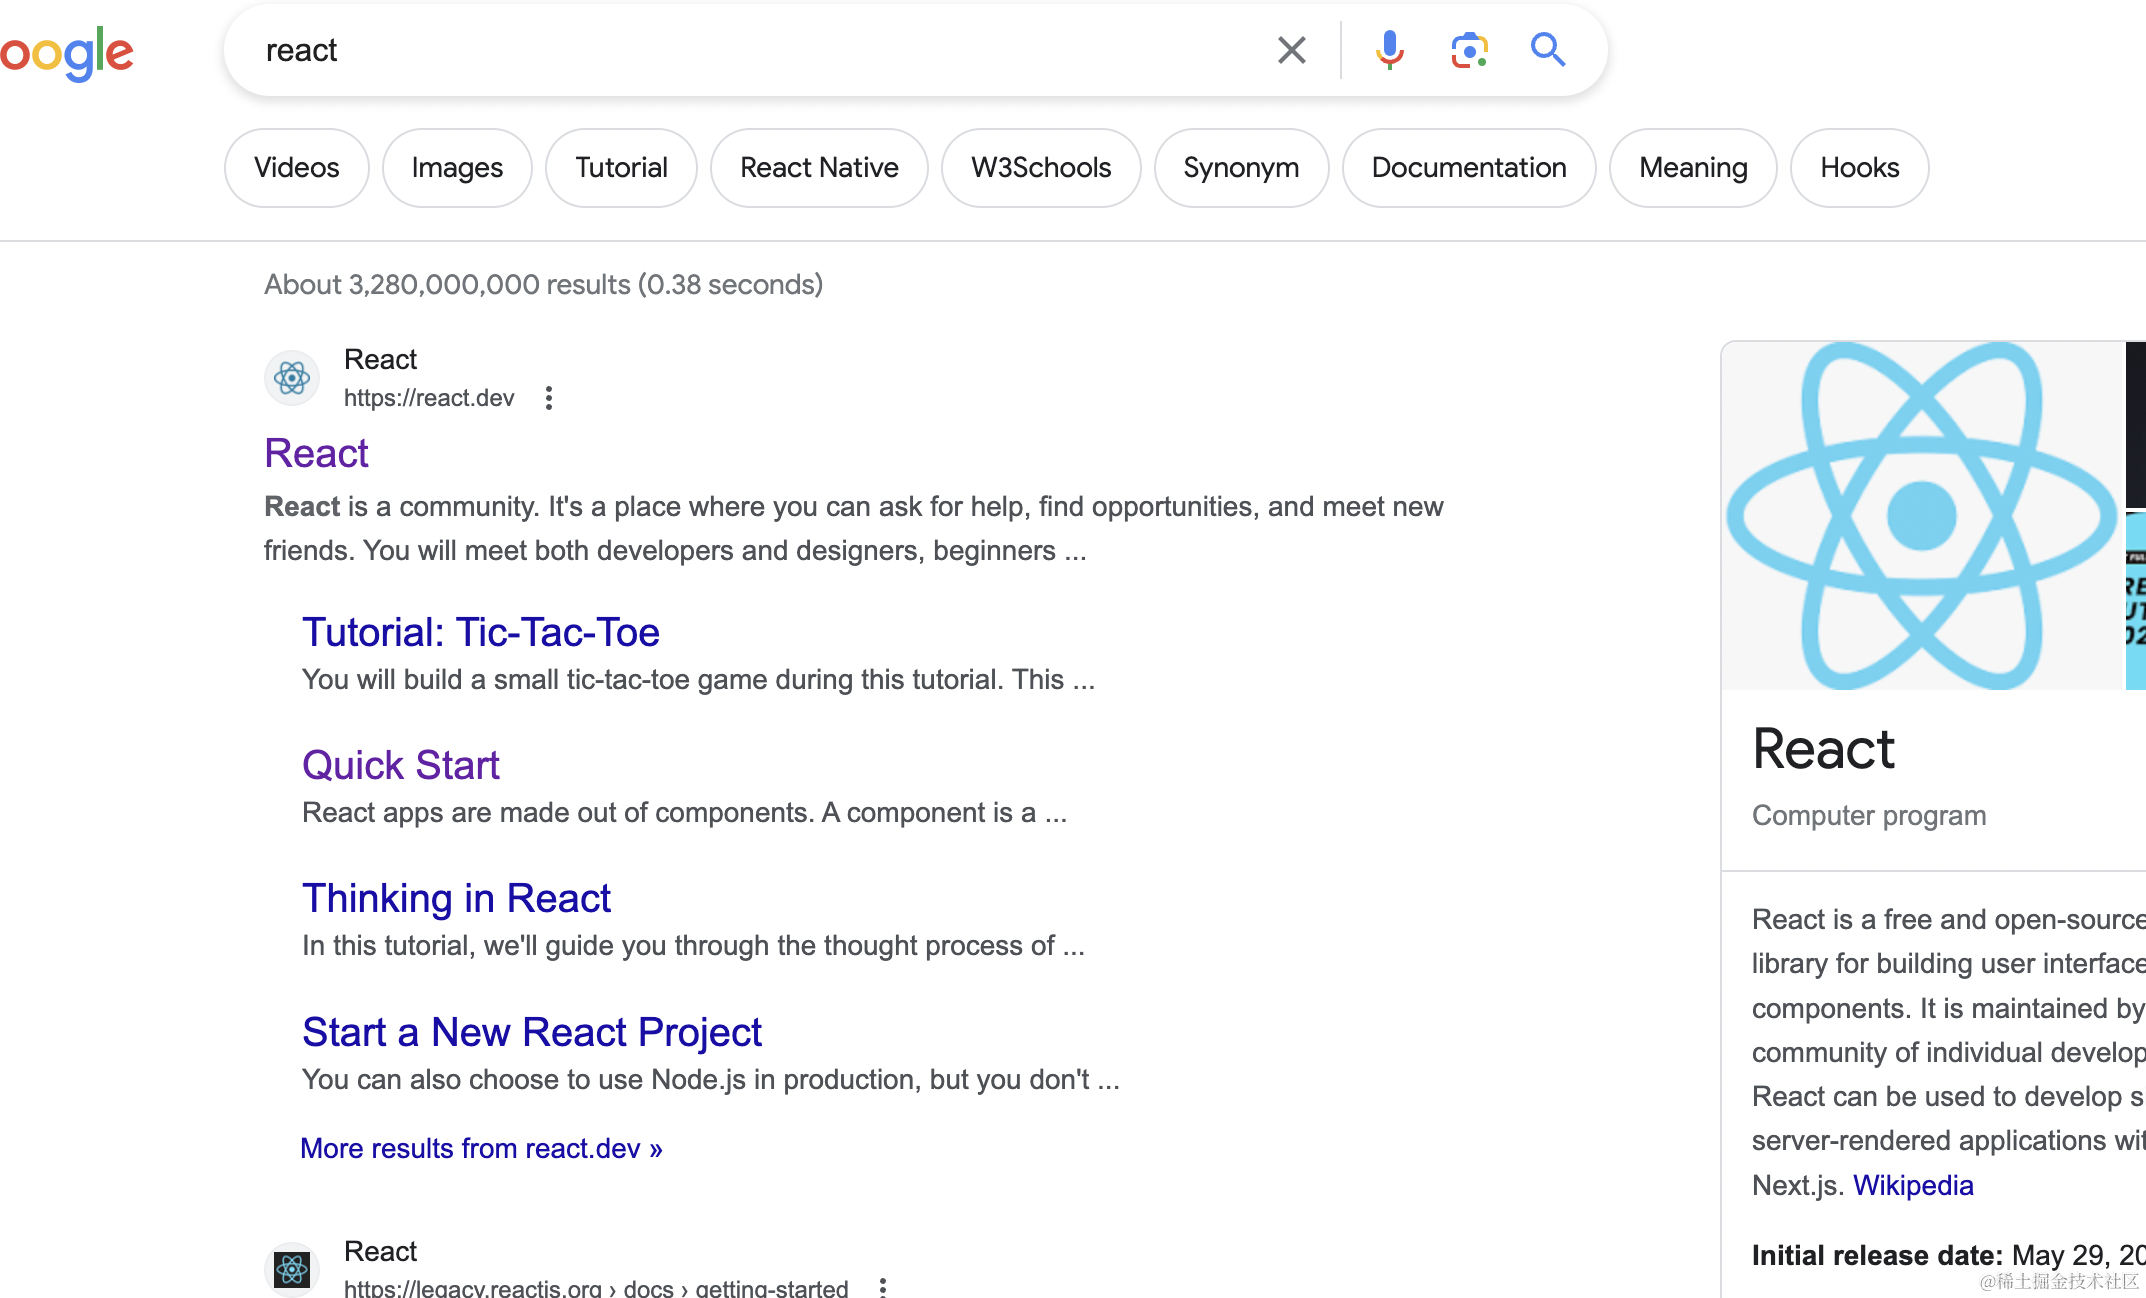 oogle
react
Videos
Images
Tutorial
React Native
W3Schools
Synonym
Documentation
Meaning
Hooks
About 3,280,000,000 results (0.38 seconds)
React
https://react.dev
React
React is a community. It's a place where you can ask for help, find opportunities, and meet new
friends. You will meet both developers and designers, beginners ...
Tutorial: Tic-Tac-Toe
You will build a small tic-tac-toe game during this tutorial. This ...
Quick Start
React apps are made out of components. A component is a ...
Thinking in React
In this tutorial, we'll guide you through the thought process of ...
Start a New React Project
You can also choose to use Node.js in production, but you don't ...
More results from react.dev »
React
https://legacy.reactjs.org › docs › getting-started
React
Computer program
React is a free and open-source
library for building user interface
components. It is maintained by
community of individual develop
React can be used to develop s
server-rendered applications wit
Next.js. Wikipedia
Initial release date: May 29, 20
@稀土掘金技术社区